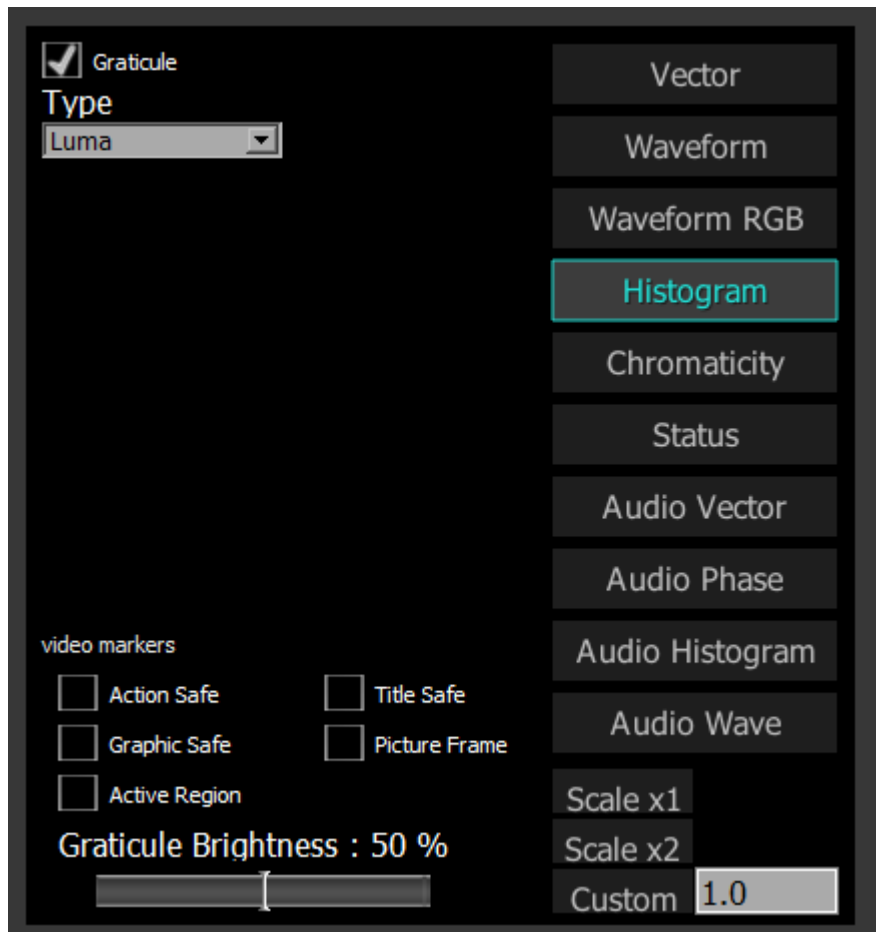 Graticule
Type
Luma
Vector
Waveform
Waveform RGB
Histogram
Chromaticity
Status
Audio Vector
Audio Phase
Audio Histogram
Audio Wave
video markers
Action Safe
Title Safe
Graphic Safe
Picture Frame
Active Region
Graticule Brightness : 50 %
Scale x1
Scale x2
Custom 1.0